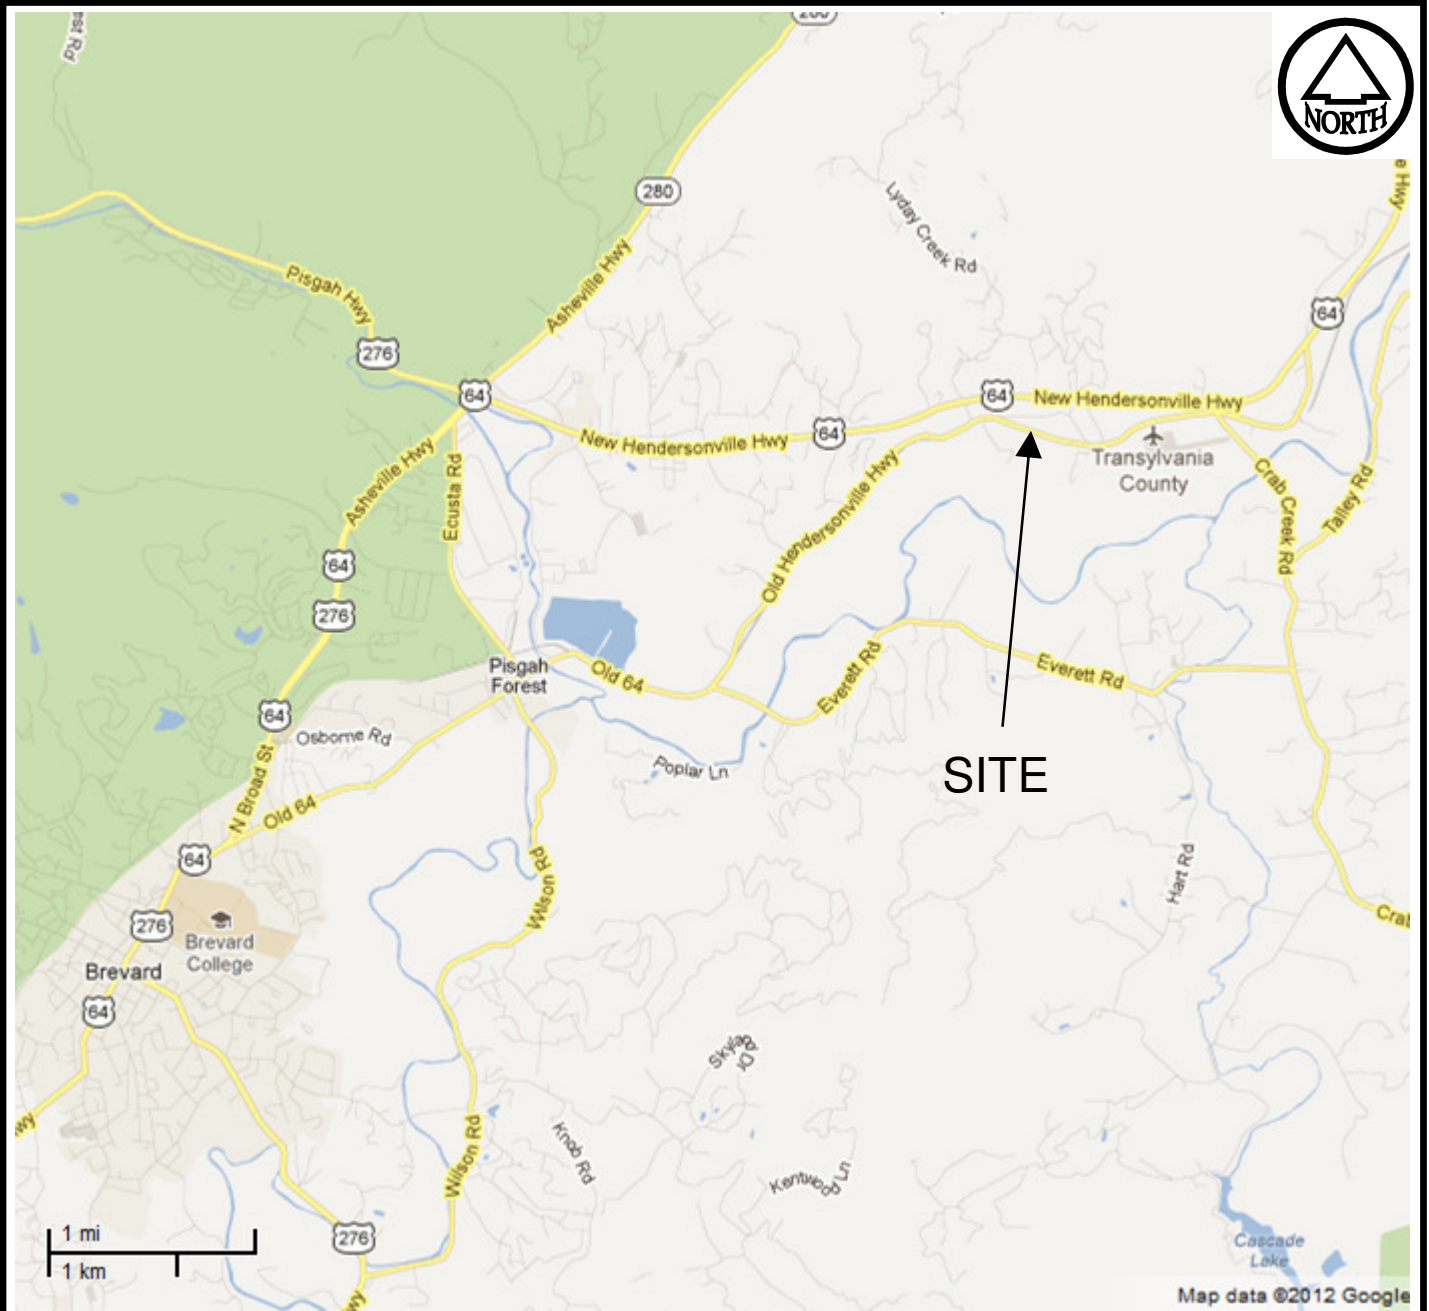 280
NORTH
Lyday Creek Rd
280
Asheville Hwy
Pisgah Hwy
276
64
64
64
New Hendersonville Hwy
64
New Hendersonville Hwy
Transylvania
County
Asheville Hwy
Ecusta Rd
Old Hendersonville Hwy
Crab Creek Rd
Talley Rd
64
276
Pisgah
Forest
Old 64
Everett Rd
Everett Rd
64
Osborne Rd
N Broad St
Old 64
Poplar Ln
SITE
64
Wilson Rd
Hart Rd
276
Brevard
College
Brevard
64
Knob Rd
Kentwood Ln
Wilson Rd
276
1 mi
1 km
Cascade
Lake
Map data ©2012 Google